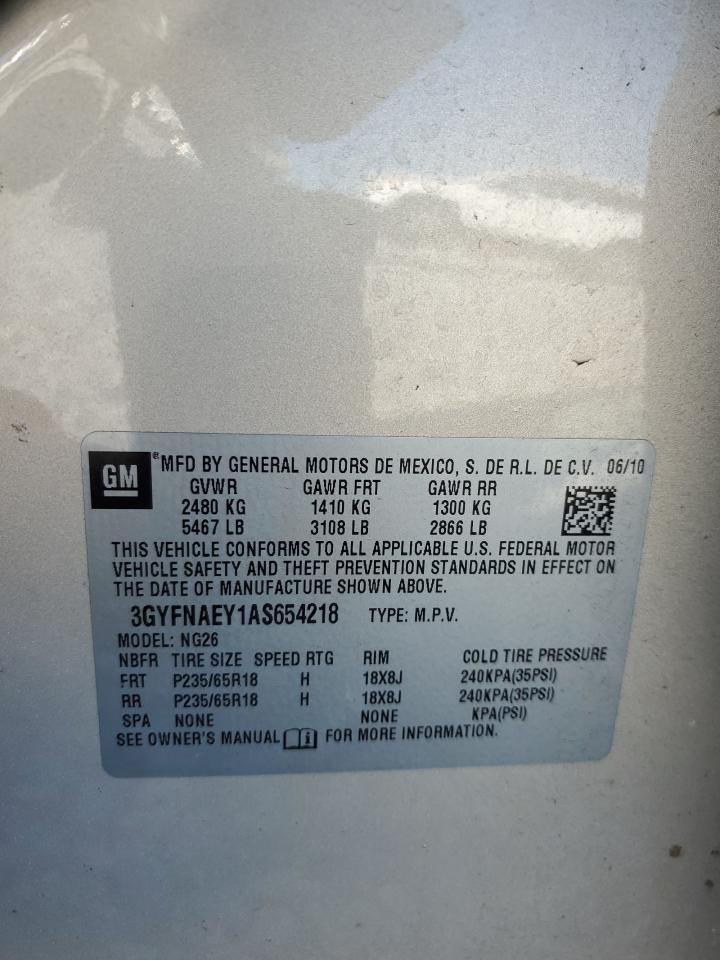 GM ® MFD BY GENERAL MOTORS DE MEXICO, S. DE R.L. DE C.V. 06/10
GVWR GAWR FRT GAWR RR
2480 KG 1410 KG 1300 KG
5467 LB 3108 LB 2866 LB
THIS VEHICLE CONFORMS TO ALL APPLICABLE U.S. FEDERAL MOTOR
VEHICLE SAFETY AND THEFT PREVENTION STANDARDS IN EFFECT ON
THE DATE OF MANUFACTURE SHOWN ABOVE.
3GYFNAEY1AS654218 TYPE: M.P.V.
MODEL: NG26
NBFR TIRE SIZE SPEED RTG RIM COLD TIRE PRESSURE
FRT P235/65R18 H 18X8J 240KPA(35PSI)
RR P235/65R18 H 18X8J 240KPA(35PSI)
SPA NONE NONE KPA(PSI)
SEE OWNER'S MANUAL i FOR MORE INFORMATION.